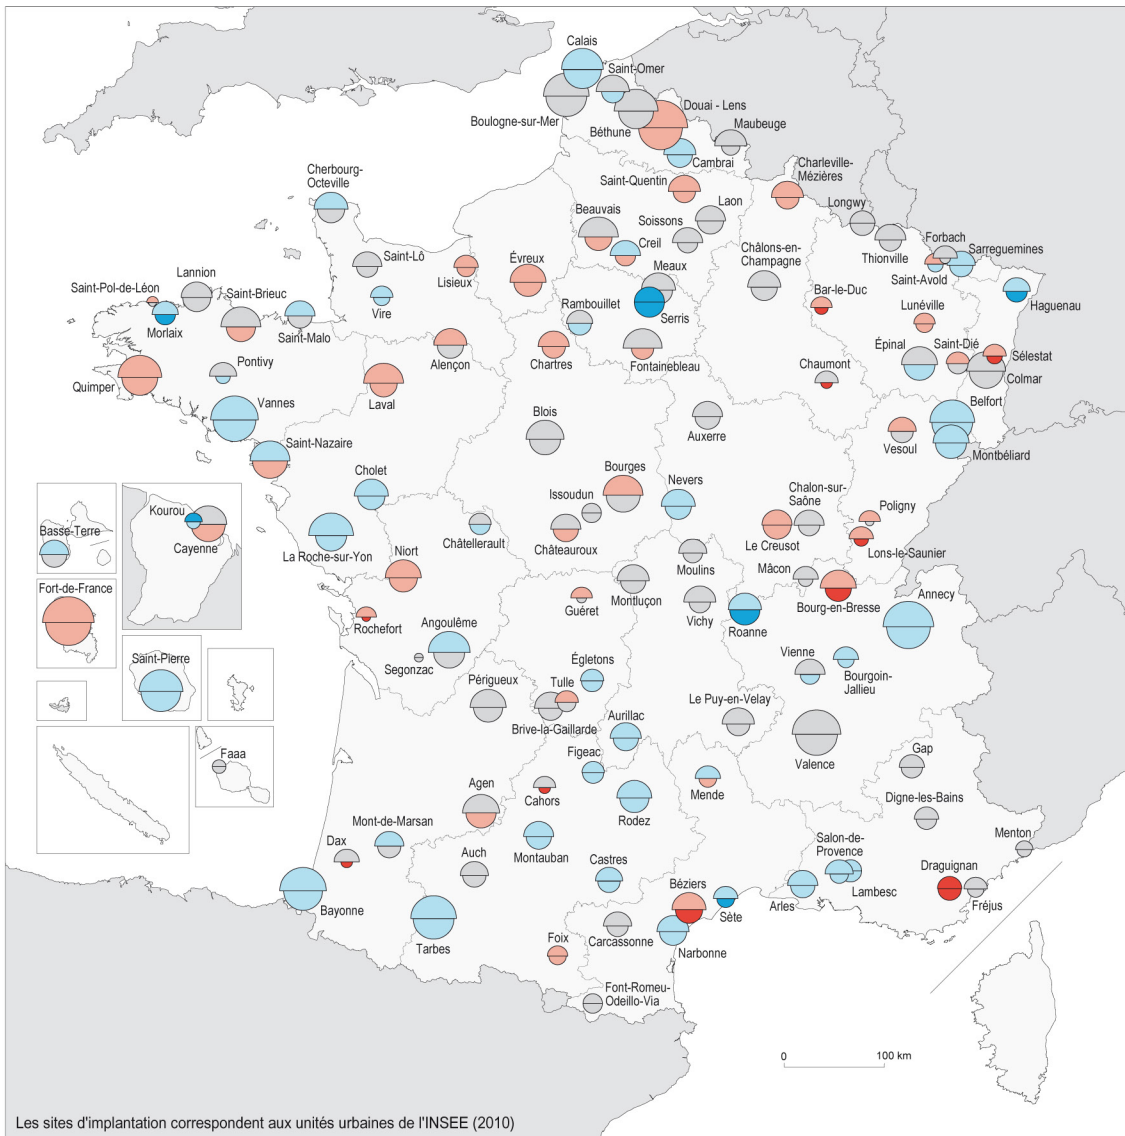 Calais
Saint-Omer
Boulogne-sur-Mer
Béthune
Douai - Lens
Maubeuge
Cambrai
Cherbourg-
Octeville
Saint-Quentin
Charleville-
Mézières
Laon
Longwy
Beauvais
Soissons
Creil
Thionville
Forbach
Sarreguemines
Saint-Avold
Saint-Lô
Lisieux
Évreux
Meaux
Châlons-en-
Champagne
Lannion
Saint-Pol-de-Léon
Saint-Brieuc
Morlaix
Saint-Malo
Vire
Rambouillet
Serris
Bar-le-Duc
Lunéville
Haguenau
Pontivy
Alençon
Chartres
Fontainebleau
Épinal
Saint-Dié
Sélestat
Colmar
Quimper
Laval
Chaumont
Vannes
Blois
Auxerre
Belfort
Vesoul
Montbéliard
Saint-Nazaire
Cholet
Issoudun
Bourges
Nevers
Chalon-sur-
Saône
Poligny
Kourou
Cayenne
Basse-Terre
La Roche-sur-Yon
Châtellerault
Châteauroux
Le Creusot
Lons-le-Saunier
Niort
Moulins
Mâcon
Fort-de-France
Guéret
Montluçon
Vichy
Bourg-en-Bresse
Annecy
Rochefort
Angoulême
Segonzac
Roanne
Saint-Pierre
Égletons
Vienne
Bourgoin-
Jallieu
Périgueux
Tulle
Brive-la-Gaillarde
Aurillac
Le Puy-en-Velay
Valence
Faaa
Figeac
Gap
Agen
Cahors
Rodez
Mende
Digne-les-Bains
Mont-de-Marsan
Dax
Montauban
Salon-de-
Provence
Menton
Auch
Castres
Lambesc
Draguignan
Fréjus
Bayonne
Tarbes
Béziers
Sète
Arles
Carcassonne
Narbonne
Foix
Font-Romeu-
Odeillo-Via
0 100 km
Les sites d'implantation correspondent aux unités urbaines de l'INSEE (2010)